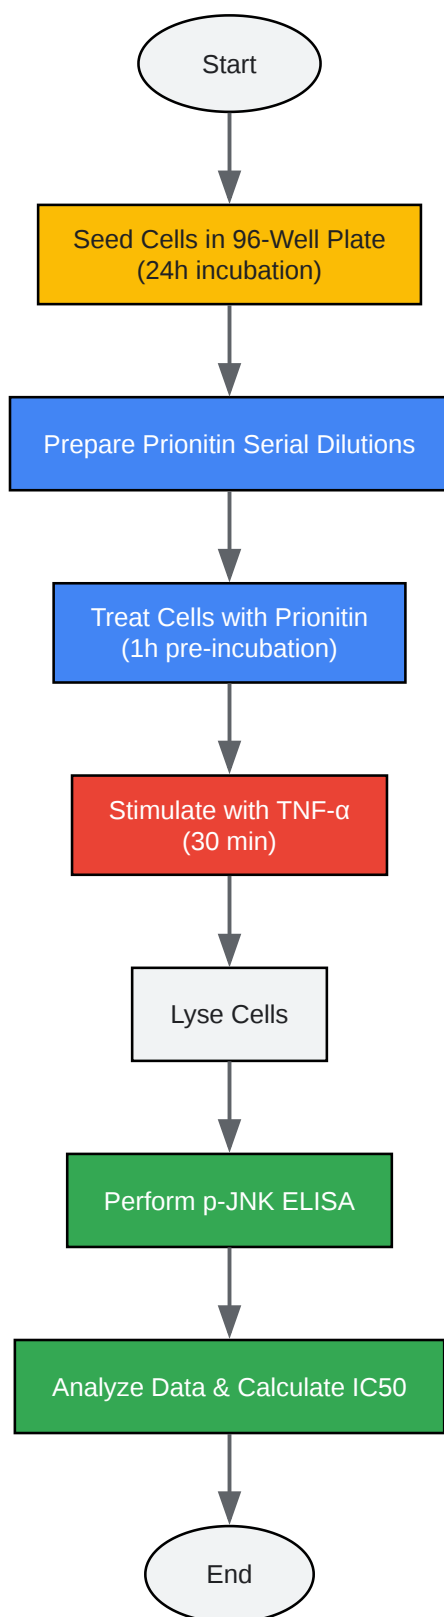 Start
Seed Cells in 96-Well Plate
(24h incubation)
Prepare Prionitin Serial Dilutions
Treat Cells with Prionitin
(1h pre-incubation)
Stimulate with TNF-α
(30 min)
Lyse Cells
Perform p-JNK ELISA
Analyze Data & Calculate IC50
End